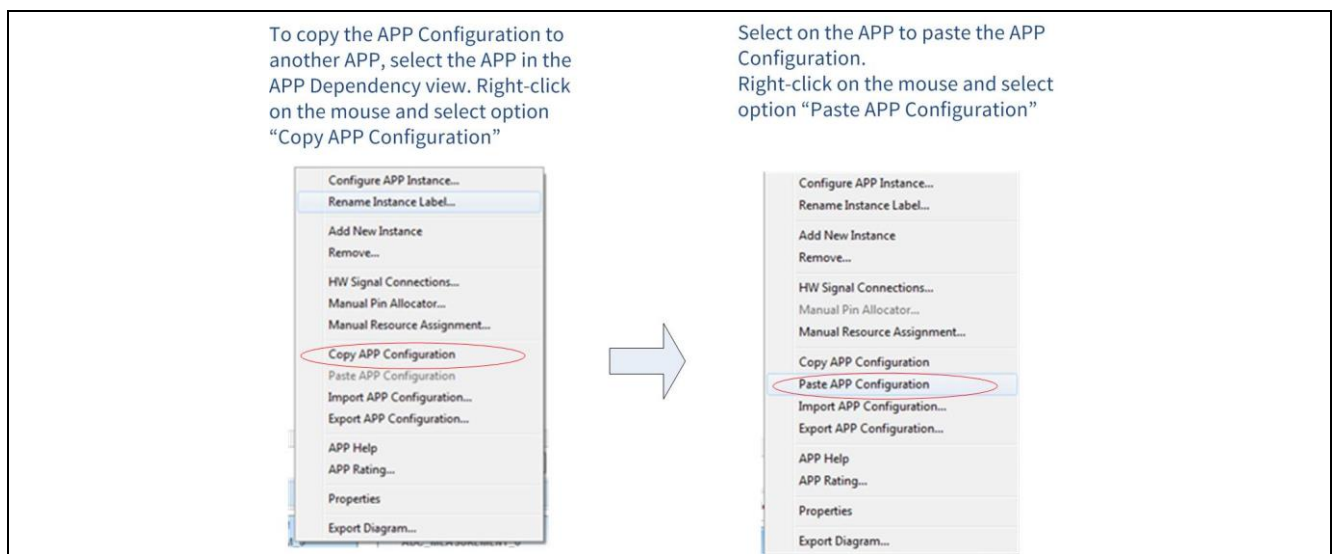 To copy the APP Configuration to
another APP, select the APP in the
APP Dependency view. Right-click
on the mouse and select option
“Copy APP Configuration”
Select on the APP to paste the APP
Configuration.
Right-click on the mouse and select
option “Paste APP Configuration”
Configure APP Instance...
Rename Instance Label...
Add New Instance
Remove...
HW Signal Connections...
Manual Pin Allocator...
Manual Resource Assignment...
Copy APP Configuration
Paste APP Configuration
Import APP Configuration...
Export APP Configuration...
APP Help
APP Rating...
Properties
Export Diagram...
Configure APP Instance...
Rename Instance Label...
Add New Instance
Remove...
HW Signal Connections...
Manual Pin Allocator...
Manual Resource Assignment...
Copy APP Configuration
Paste APP Configuration
Import APP Configuration...
Export APP Configuration...
APP Help
APP Rating...
Properties
Export Diagram...